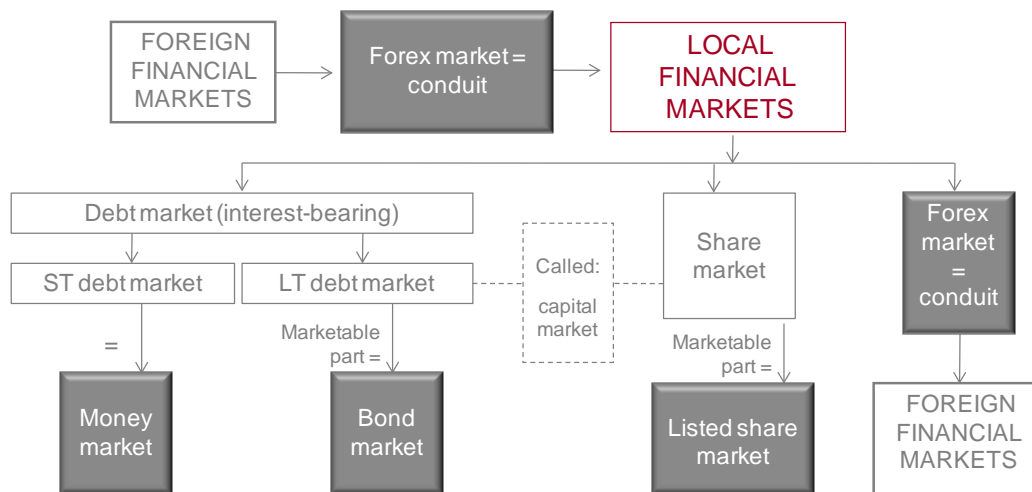 FOREIGN
FINANCIAL
MARKETS
Forex market =
conduit
LOCAL
FINANCIAL
MARKETS
Debt market (interest-bearing)
ST debt market
LT debt market
Called:
capital
market
Share
market
Forex
market
=
conduit
=
Marketable
part =
Marketable
part =
Money
market
Bond
market
Listed share
market
FOREIGN
FINANCIAL
MARKETS